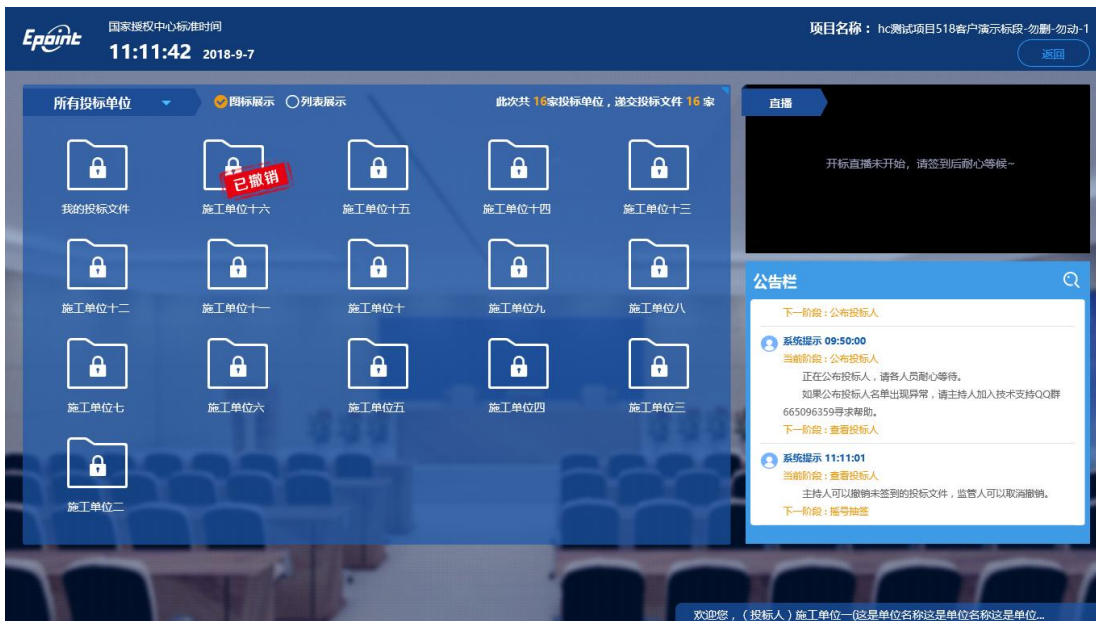 Epoint
国家授权中心标准时间
11:11:42 2018-9-7
项目名称：hc测试项目518客户演示标段-勿删-勿动-1
返回
所有投标单位
图标展示
列表展示
此次共 16家投标单位，递交投标文件 16 家
我的投标文件
已撤销
施工单位十六
施工单位十五
施工单位十四
施工单位十三
施工单位十二
施工单位十一
施工单位十
施工单位九
施工单位八
施工单位七
施工单位六
施工单位五
施工单位四
施工单位三
施工单位二
直播
开标直播未开始，请签到后耐心等候~
公告栏
下一阶段：公布投标人
系统提示 09:50:00
当前阶段：公布投标人
正在公布投标人，请各人员耐心等待。
如果公布投标人名单出现异常，请主持人加入技术支持QQ群
665096359寻求帮助。
下一阶段：查看投标人
系统提示 11:11:01
当前阶段：查看投标人
主持人可以撤销未签到的投标文件，监管人可以取消撤销。
下一阶段：摇号抽签
欢迎您，（投标人）施工单位一(这是单位名称这是单位名称这是单位...